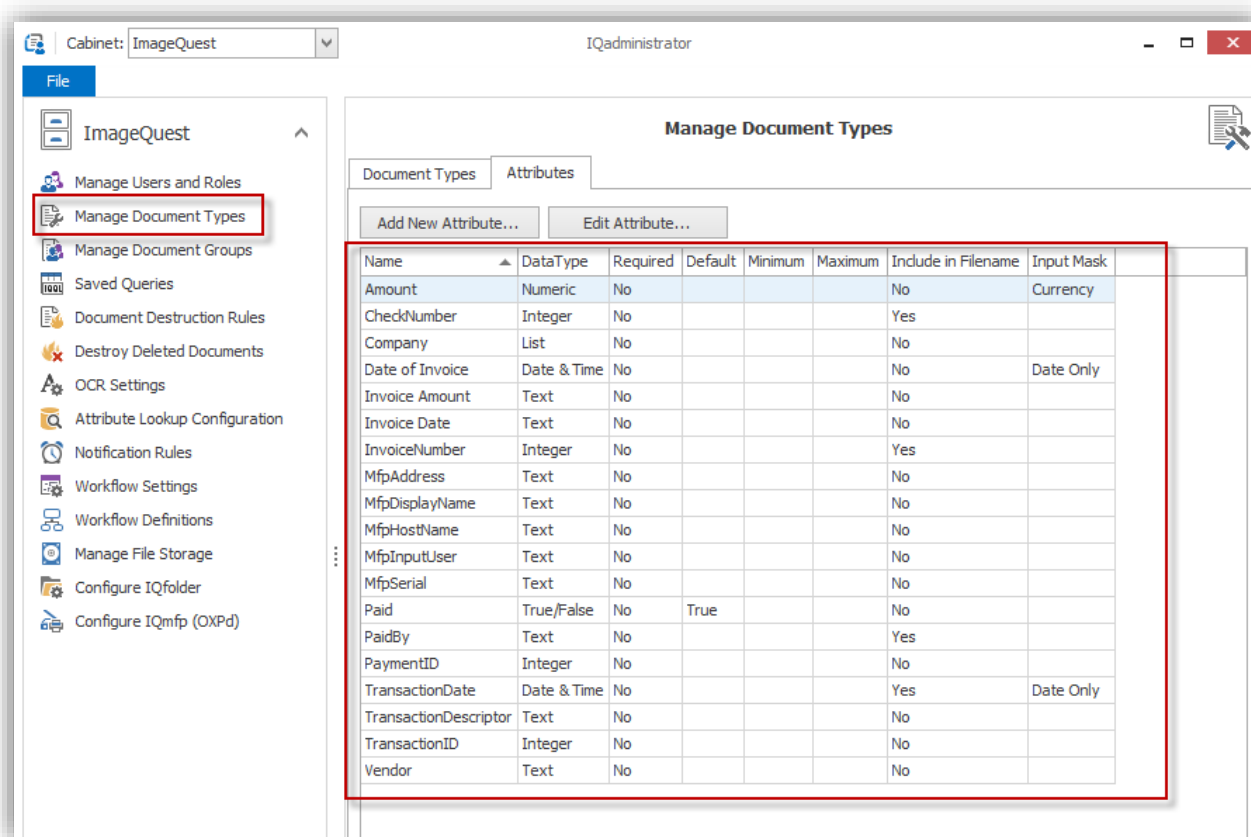 Cabinet: ImageQuest IQadministrator
File
ImageQuest
Manage Users and Roles
Manage Document Types
Manage Document Groups
Saved Queries
Document Destruction Rules
Destroy Deleted Documents
OCR Settings
Attribute Lookup Configuration
Notification Rules
Workflow Settings
Workflow Definitions
Manage File Storage
Configure IQfolder
Configure IQmfp (OXPd)
Manage Document Types
Document Types Attributes
Add New Attribute... Edit Attribute...
Name DataType Required Default Minimum Maximum Include in Filename Input Mask
Amount Numeric No No Currency
CheckNumber Integer No Yes
Company List No No
Date of Invoice Date & Time No No Date Only
Invoice Amount Text No No
Invoice Date Text No No
InvoiceNumber Integer No Yes
MfpAddress Text No No
MfpDisplayName Text No No
MfpHostName Text No No
MfpInputUser Text No No
MfpSerial Text No No
Paid True/False No True No
PaidBy Text No Yes
PaymentID Integer No No
TransactionDate Date & Time No Yes Date Only
TransactionDescriptor Text No No
TransactionID Integer No No
Vendor Text No No